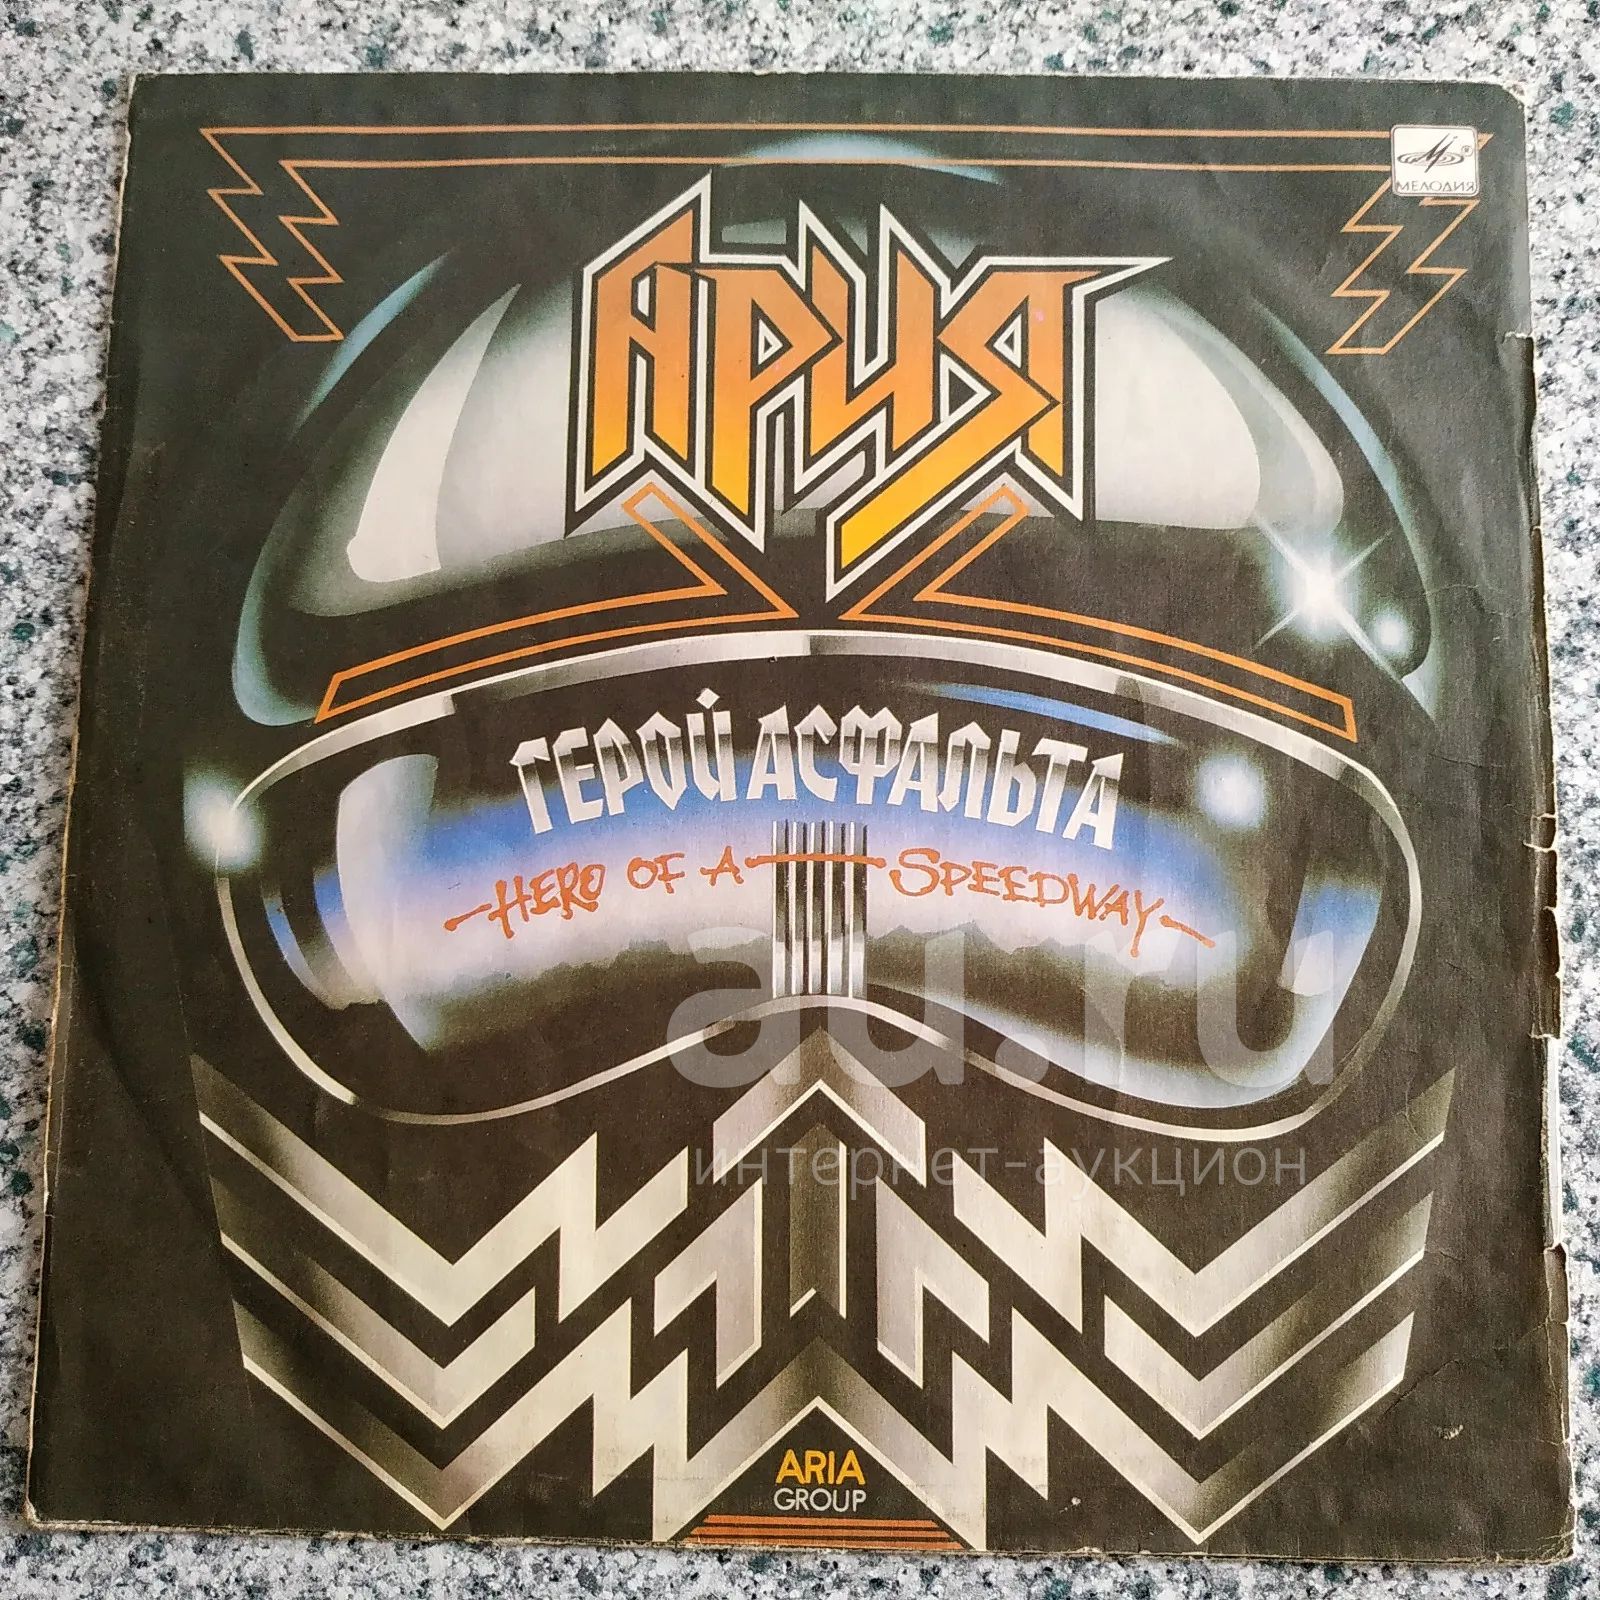 МЕЛОДИЯ
АРИЯ
ГЕРОЙ АСФАЛЬТА
HERO OF A SPEEDWAY
au.ru
интернет-аукцион
ARIA
GROUP